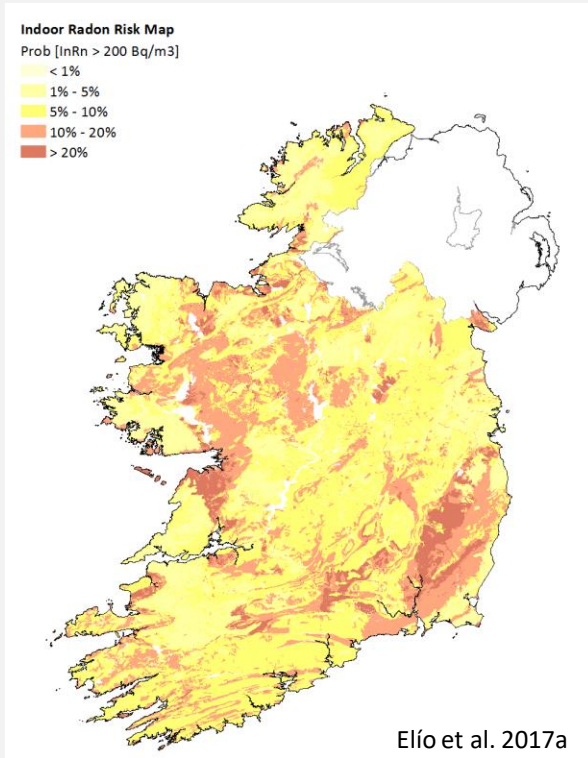 Indoor Radon Risk Map
Prob [InRn > 200 Bq/m3]
< 1%
1% - 5%
5% - 10%
10% - 20%
> 20%
Elío et al. 2017a